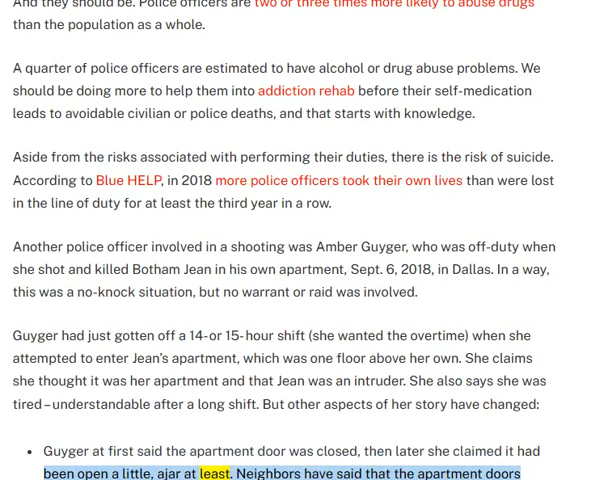 And they should be. Police officers are two or three times more likely to abuse drugs
than the population as a whole.
A quarter of police officers are estimated to have alcohol or drug abuse problems. We
should be doing more to help them into addiction rehab before their self-medication
leads to avoidable civilian or police deaths, and that starts with knowledge.
Aside from the risks associated with performing their duties, there is the risk of suicide.
According to Blue HELP, in 2018 more police officers took their own lives than were lost
in the line of duty for at least the third year in a row.
Another police officer involved in a shooting was Amber Guyger, who was off-duty when
she shot and killed Botham Jean in his own apartment, Sept. 6, 2018, in Dallas. In a way,
this was a no-knock situation, but no warrant or raid was involved.
Guyger had just gotten off a 14-or 15-hour shift (she wanted the overtime) when she
attempted to enter Jean’s apartment, which was one floor above her own. She claims
she thought it was her apartment and that Jean was an intruder. She also says she was
tired – understandable after a long shift. But other aspects of her story have changed:
• Guyger at first said the apartment door was closed, then later she claimed it had
been open a little, ajar at least. Neighbors have said that the apartment doors